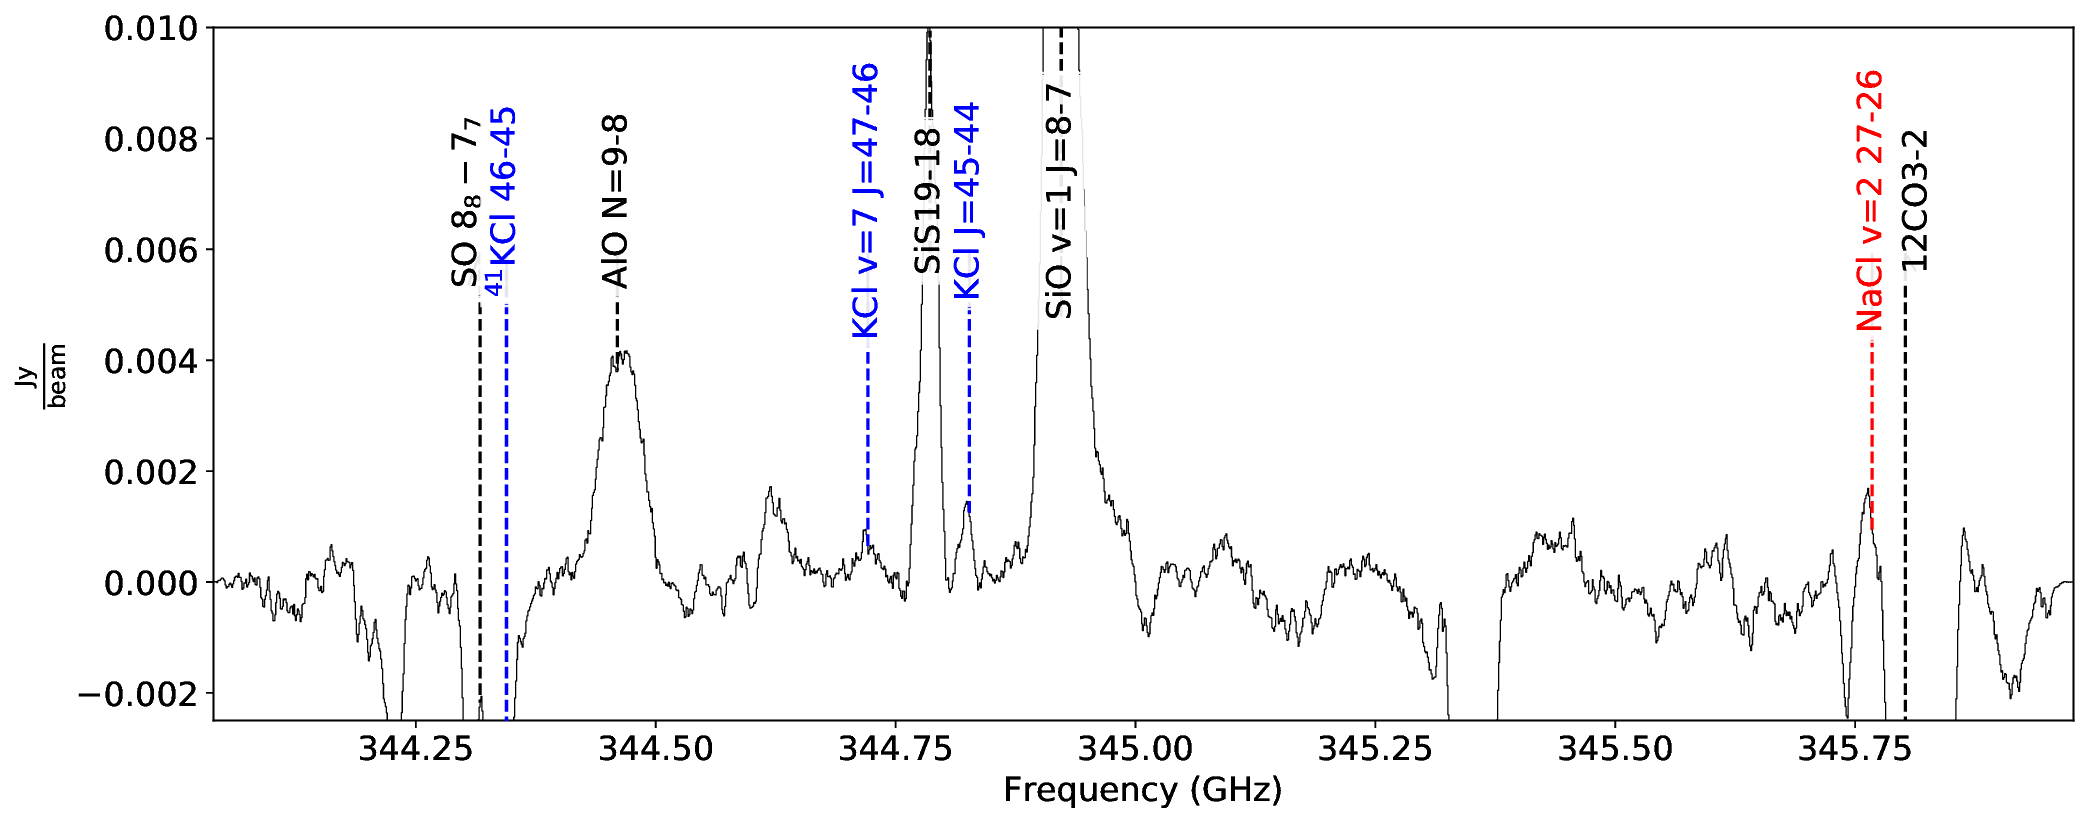 0.010
0.008
0.006
0.004
0.002
0.000
−0.002
Jy
beam
SO 8₈ − 7₇
⁴¹KCl 46-45
AlO N=9-8
KCl v=7 J=47-46
SiS19-18
KCl J=45-44
SiO v=1 J=8-7
NaCl v=2 27-26
12CO3-2
344.25
344.50
344.75
345.00
345.25
345.50
345.75
Frequency (GHz)